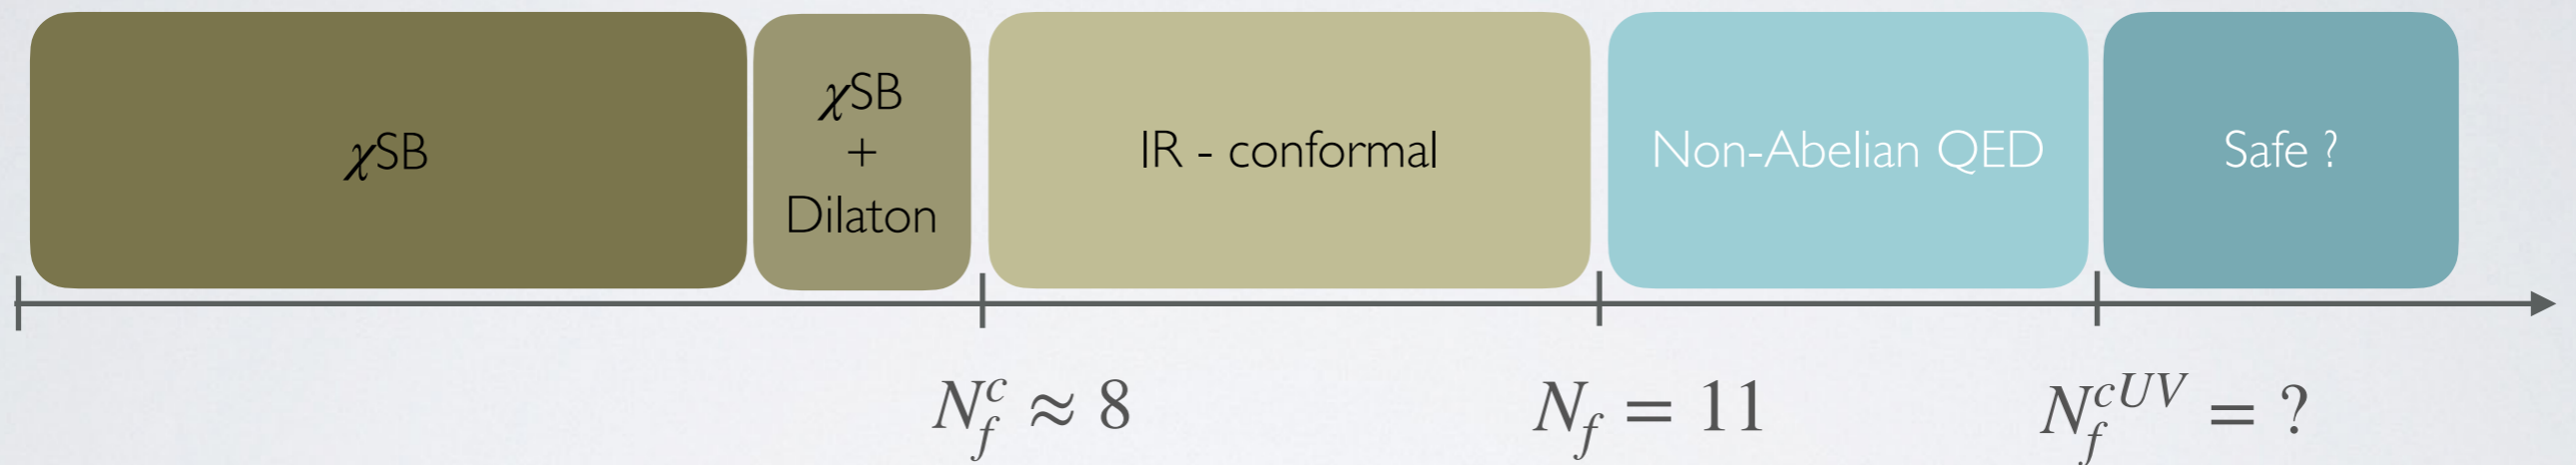 χSB
χSB
+
Dilaton
IR - conformal
Non-Abelian QED
Safe ?
N_f^c ≈ 8
N_f = 11
N_f^{cUV} = ?